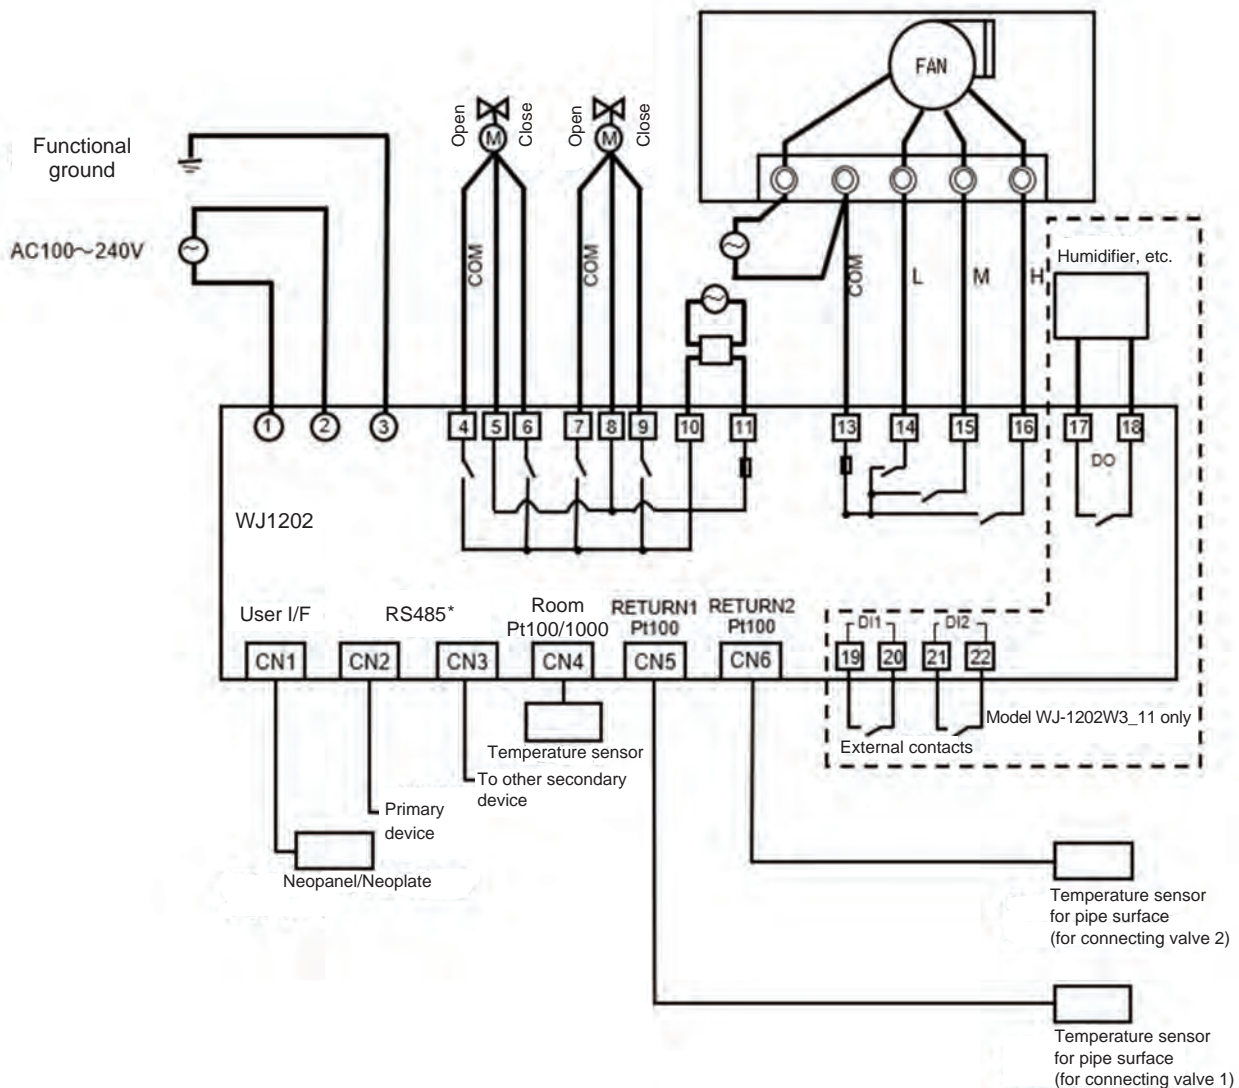 FAN
Open
M
Close
Open
M
Close
Functional
ground
AC100～240V
Humidifier, etc.
COM
COM
COM
L
M
H
1
2
3
4
5
6
7
8
9
10
11
13
14
15
16
17
18
DO
WJ1202
User I/F
RS485*
Room
Pt100/1000
RETURN1
Pt100
RETURN2
Pt100
DI1
DI2
CN1
CN2
CN3
CN4
CN5
CN6
19
20
21
22
Model WJ-1202W3_11 only
External contacts
Temperature sensor
To other secondary
device
Primary
device
Neopanel/Neoplate
Temperature sensor
for pipe surface
(for connecting valve 2)
Temperature sensor
for pipe surface
(for connecting valve 1)